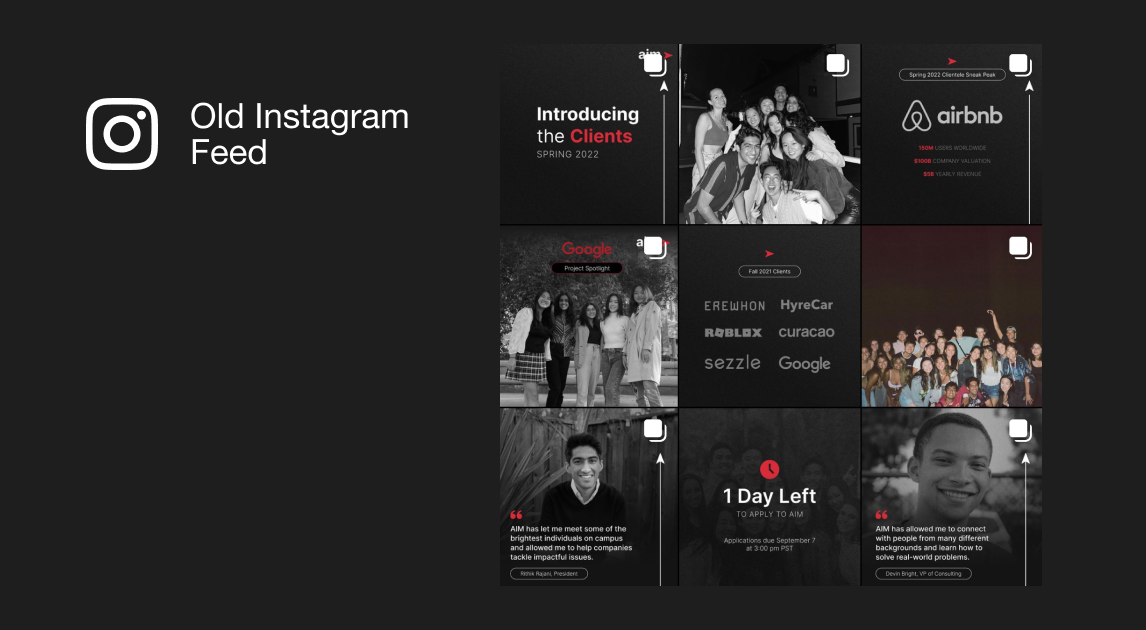 Old Instagram
Feed
aim
Introducing
the Clients
SPRING 2022
Spring 2022 Clientele Sneak Peak
airbnb
150M USERS WORLDWIDE
$100B COMPANY VALUATION
$5B YEARLY REVENUE
Google
Project Spotlight
Fall 2021 Clients
EREWHON HyreCar
ROBLOX curacao
sezzle Google
AIM has let me meet some of the
brightest individuals on campus
and allowed me to help companies
tackle impactful issues.
Rithik Rajani, President
1 Day Left
TO APPLY TO AIM
Applications due September 7
at 3:00 pm PST
AIM has allowed me to connect
with people from many different
backgrounds and learn how to
solve real-world problems.
Devin Bright, VP of Consulting